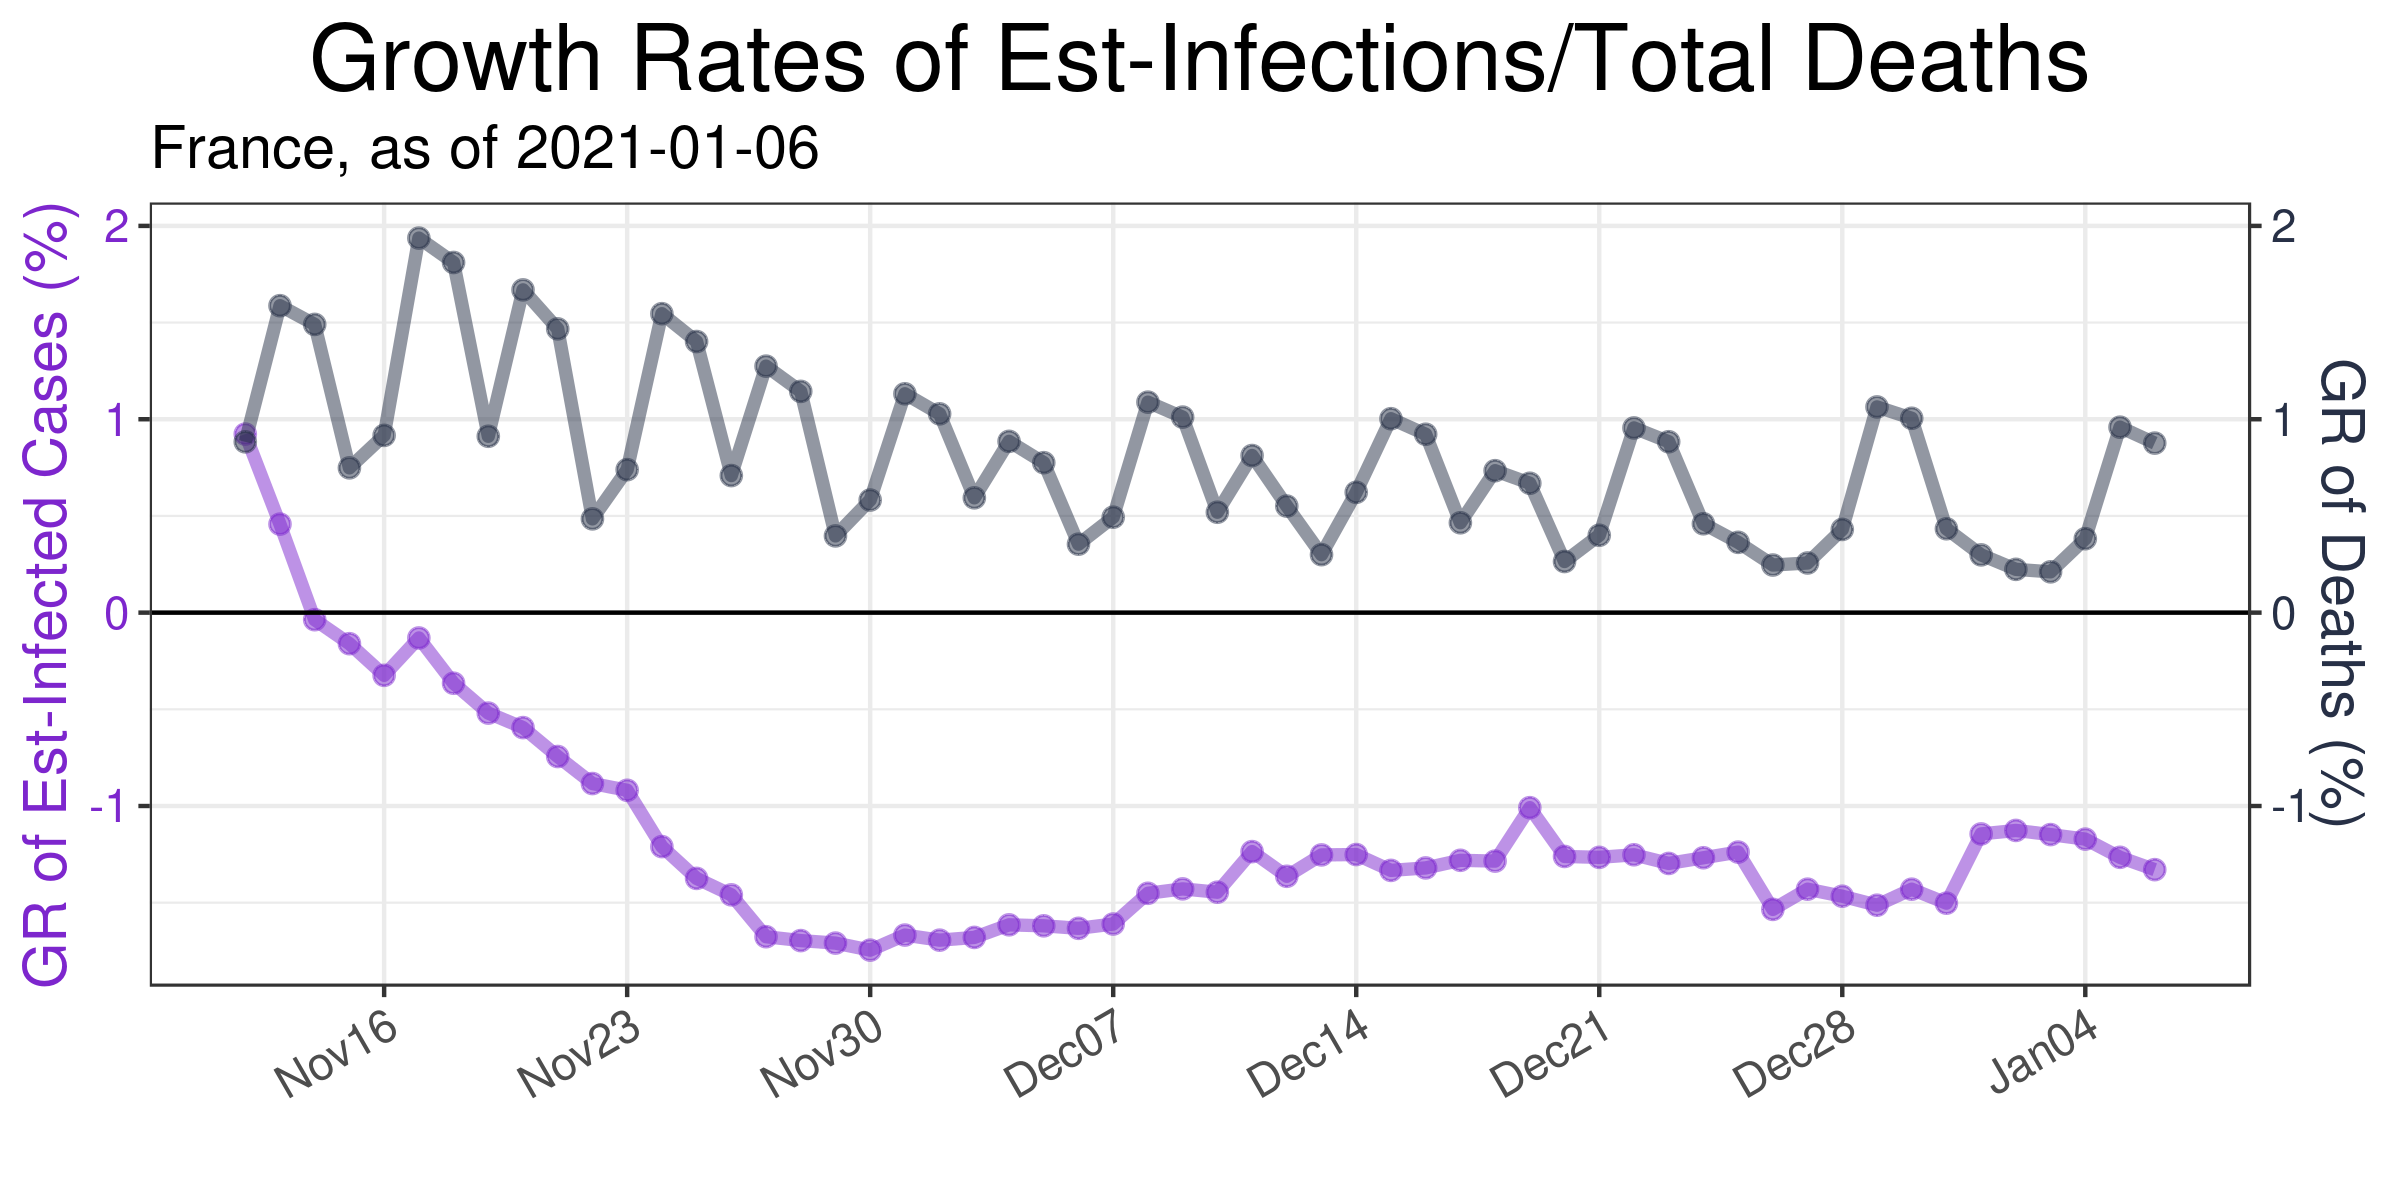 Growth Rates of Est-Infections/Total Deaths
France, as of 2021-01-06
GR of Est-Infected Cases (%)
2
1
0
-1
2
1
0
-1
GR of Deaths (%)
Nov16
Nov23
Nov30
Dec07
Dec14
Dec21
Dec28
Jan04